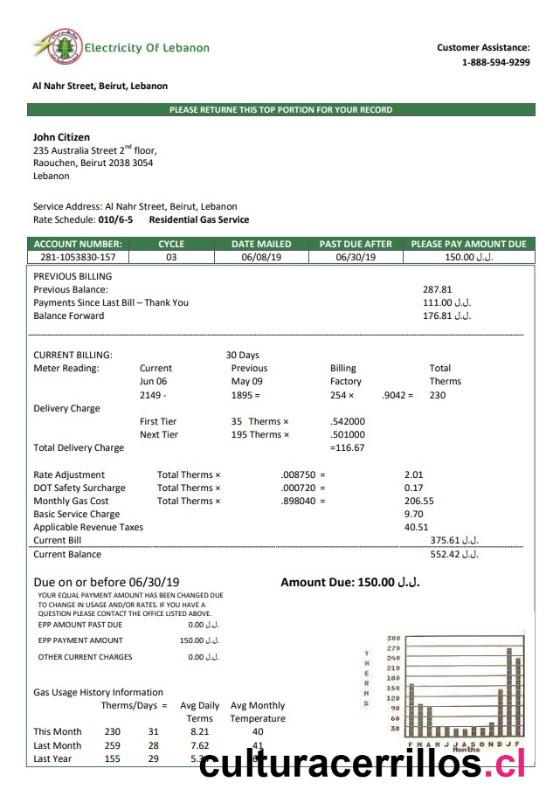 Electricity Of Lebanon
Customer Assistance:
1-888-594-9299
Al Nahr Street, Beirut, Lebanon
PLEASE RETURNE THIS TOP PORTION FOR YOUR RECORD
John Citizen
235 Australia Street 2nd floor,
Raouchen, Beirut 2038 3054
Lebanon
Service Address: Al Nahr Street, Beirut, Lebanon
Rate Schedule: 010/6-5 Residential Gas Service
ACCOUNT NUMBER: CYCLE DATE MAILED PAST DUE AFTER PLEASE PAY AMOUNT DUE
281-1053830-157 03 06/08/19 06/30/19 150.00 ل.ل.
PREVIOUS BILLING
Previous Balance: 287.81
Payments Since Last Bill – Thank You 111.00 ل.ل.
Balance Forward 176.81 ل.ل.
CURRENT BILLING: 30 Days
Meter Reading: Current Previous Billing Total
Jun 06 May 09 Factory Therms
2149 - 1895 = 254 × .9042 = 230
Delivery Charge
First Tier 35 Therms × .542000
Next Tier 195 Therms × .501000
Total Delivery Charge =116.67
Rate Adjustment Total Therms × .008750 = 2.01
DOT Safety Surcharge Total Therms × .000720 = 0.17
Monthly Gas Cost Total Therms × .898040 = 206.55
Basic Service Charge 9.70
Applicable Revenue Taxes 40.51
Current Bill 375.61 ل.ل.
Current Balance 552.42 ل.ل.
Due on or before 06/30/19 Amount Due: 150.00 ل.ل.
YOUR EQUAL PAYMENT AMOUNT HAS BEEN CHANGED DUE
TO CHANGE IN USAGE AND/OR RATES. IF YOU HAVE A
QUESTION PLEASE CONTACT THE OFFICE LISTED ABOVE.
EPP AMOUNT PAST DUE 0.00 ل.ل.
EPP PAYMENT AMOUNT 150.00 ل.ل.
OTHER CURRENT CHARGES 0.00 ل.ل.
THERMS
300
270
240
210
180
150
120
90
60
30
F M A M J J A S O N D J F
Months
Gas Usage History Information
Therms/Days = Avg Daily Avg Monthly
Terms Temperature
This Month 230 31 8.21 40
Last Month 259 28 7.62 41
Last Year 155 29
culturacerrillos.cl